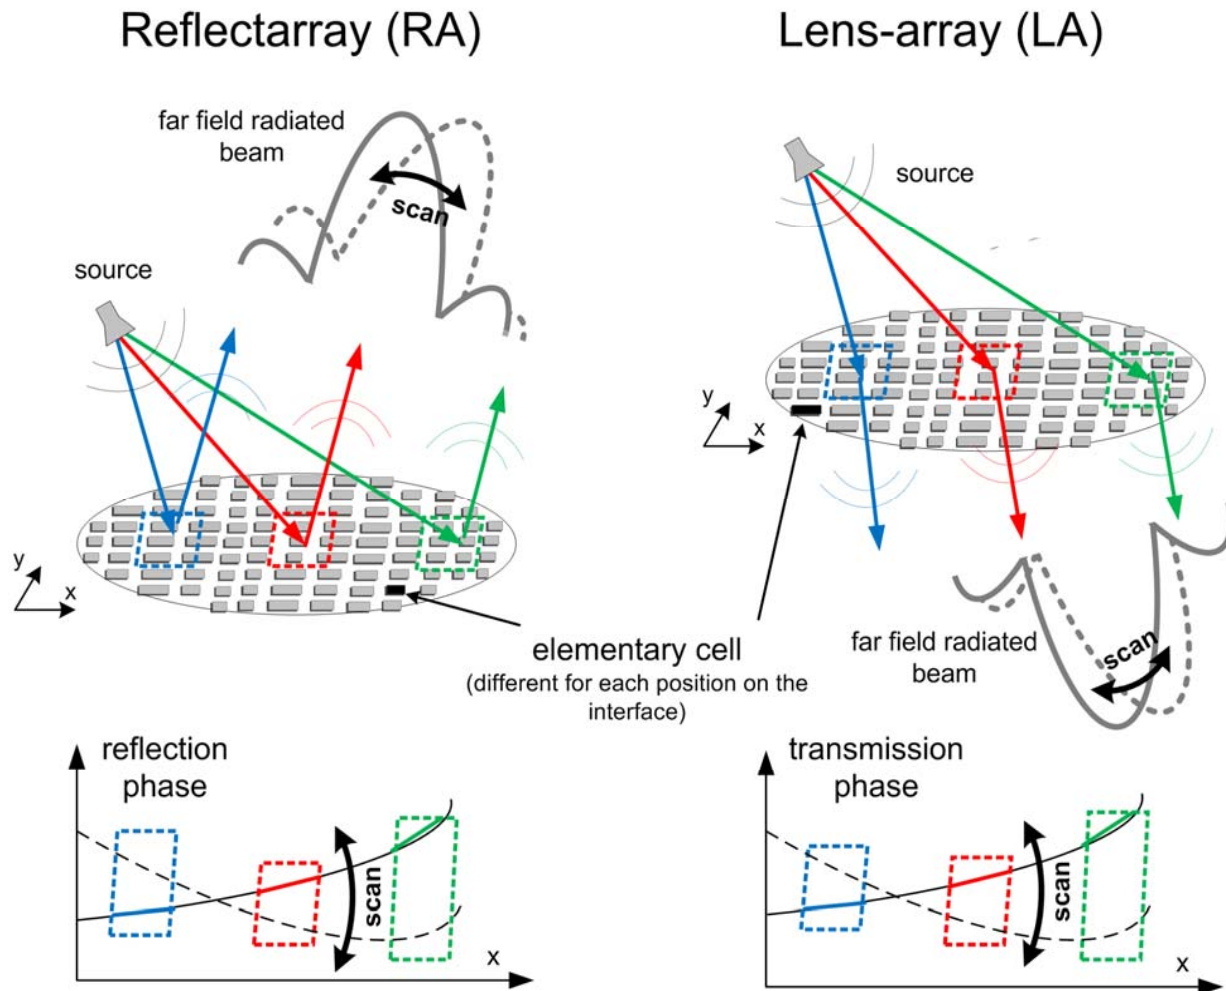 Reflectarray (RA)
far field radiated
beam
scan
source
y
x
Lens-array (LA)
source
y
x
elementary cell
(different for each position on the
interface)
far field radiated
beam
scan
reflection
phase
scan
x
transmission
phase
scan
x